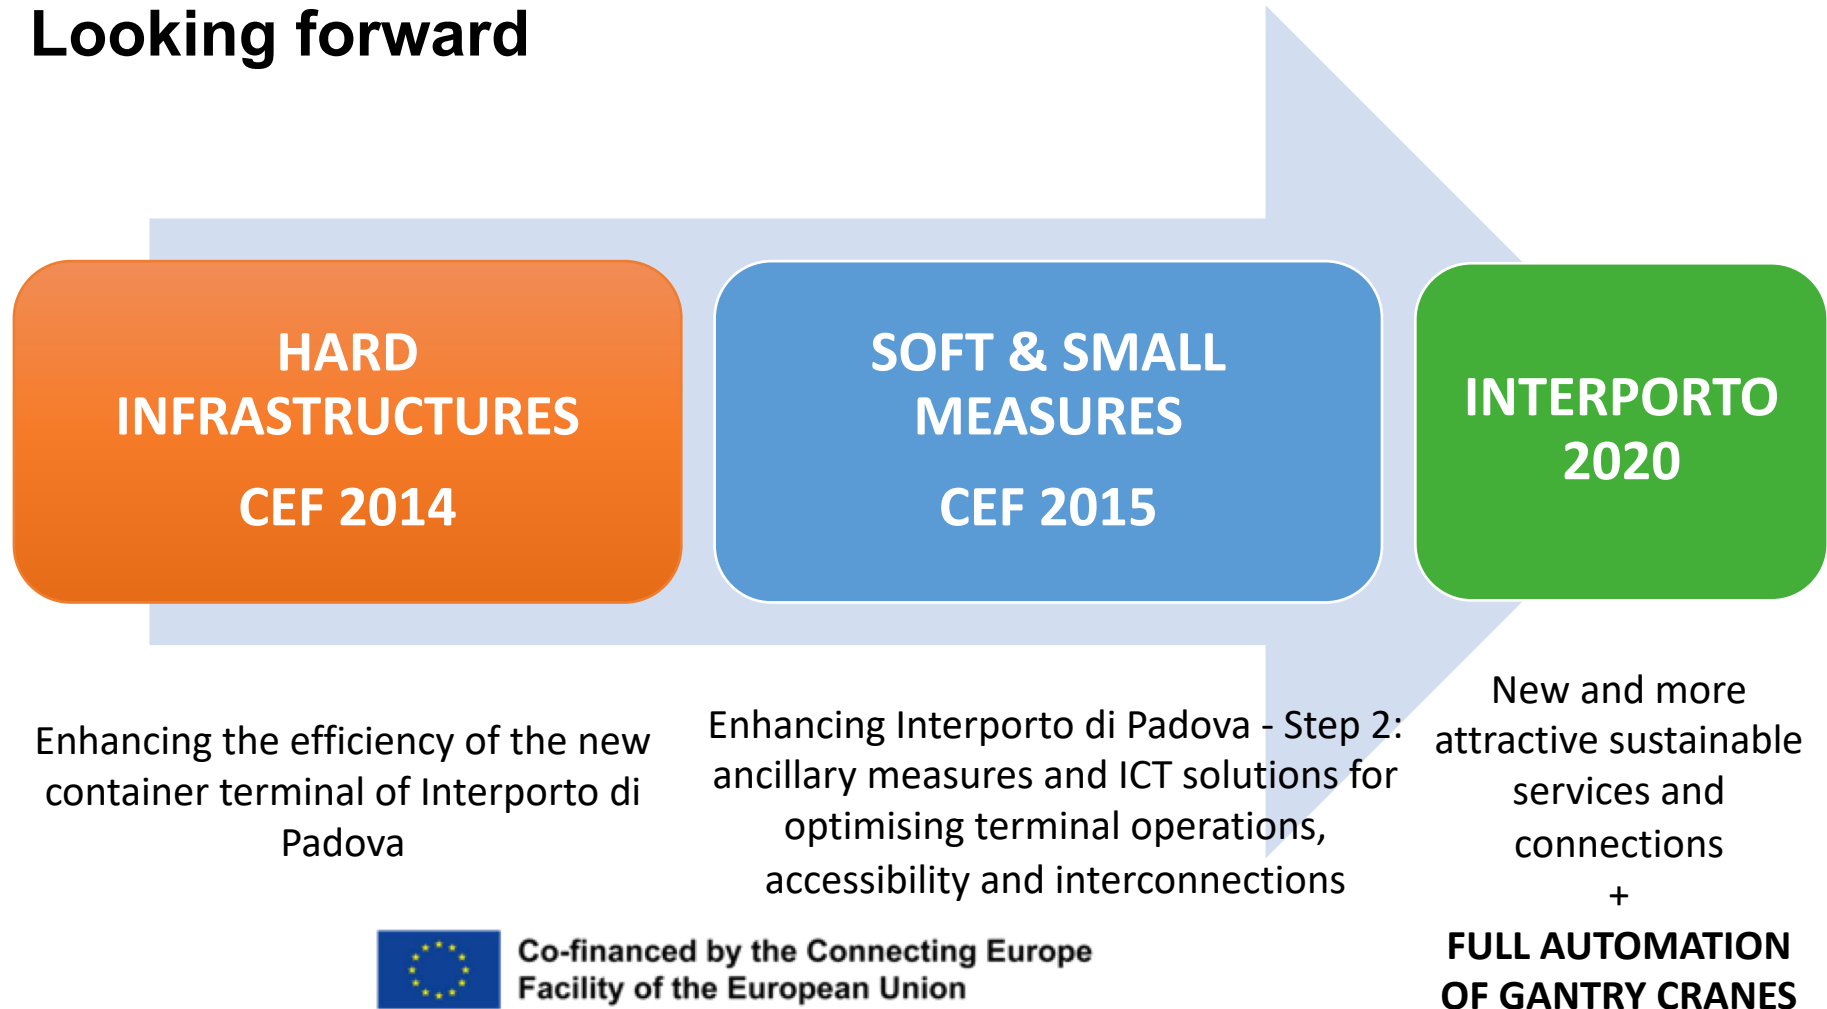 Looking forward
HARD
INFRASTRUCTURES
CEF 2014
SOFT & SMALL
MEASURES
CEF 2015
INTERPORTO
2020
Enhancing the efficiency of the new
container terminal of Interporto di
Padova
Enhancing Interporto di Padova - Step 2:
ancillary measures and ICT solutions for
optimising terminal operations,
accessibility and interconnections
New and more
attractive sustainable
services and
connections
+
FULL AUTOMATION
OF GANTRY CRANES
Co-financed by the Connecting Europe
Facility of the European Union